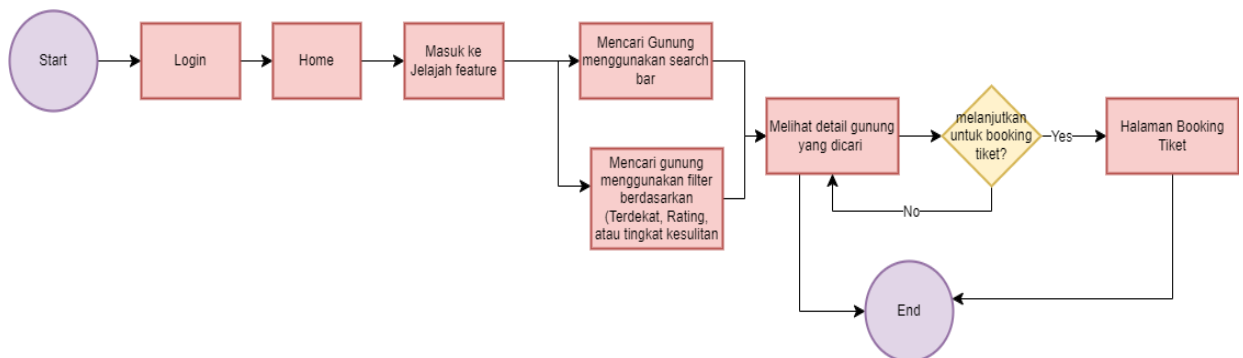 Start
Login
Home
Masuk ke
Jelajah feature
Mencari Gunung
menggunakan search
bar
Mencari gunung
menggunakan filter
berdasarkan
(Terdekat, Rating,
atau tingkat kesulitan
Melihat detail gunung
yang dicari
melanjutkan
untuk booking
tiket?
Yes
No
Halaman Booking
Tiket
End